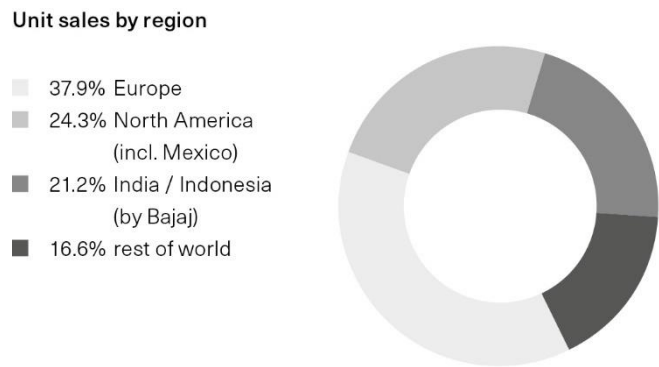 Unit sales by region
37.9% Europe
24.3% North America
(incl. Mexico)
21.2% India / Indonesia
(by Bajaj)
16.6% rest of world